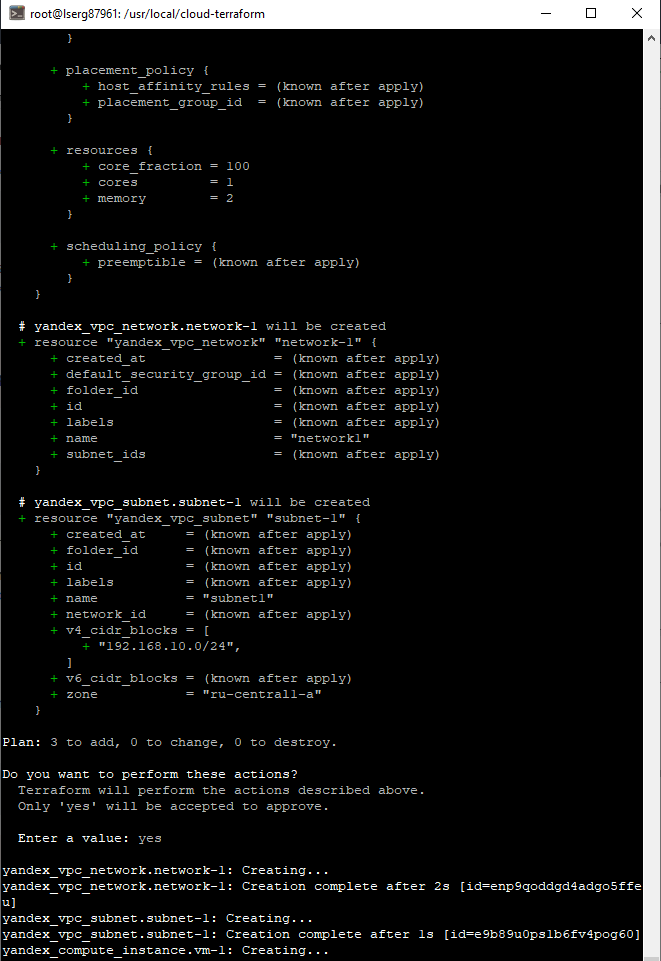 root@lserg87961: /usr/local/cloud-terraform
        }

      + placement_policy {
          + host_affinity_rules = (known after apply)
          + placement_group_id  = (known after apply)
        }

      + resources {
          + core_fraction = 100
          + cores         = 1
          + memory        = 2
        }

      + scheduling_policy {
          + preemptible = (known after apply)
        }
    }

  # yandex_vpc_network.network-1 will be created
  + resource "yandex_vpc_network" "network-1" {
      + created_at                = (known after apply)
      + default_security_group_id = (known after apply)
      + folder_id                 = (known after apply)
      + id                        = (known after apply)
      + labels                    = (known after apply)
      + name                      = "network1"
      + subnet_ids                = (known after apply)
    }

  # yandex_vpc_subnet.subnet-1 will be created
  + resource "yandex_vpc_subnet" "subnet-1" {
      + created_at     = (known after apply)
      + folder_id      = (known after apply)
      + id             = (known after apply)
      + labels         = (known after apply)
      + name           = "subnet1"
      + network_id     = (known after apply)
      + v4_cidr_blocks = [
          + "192.168.10.0/24",
        ]
      + v6_cidr_blocks = (known after apply)
      + zone           = "ru-central1-a"
    }

Plan: 3 to add, 0 to change, 0 to destroy.

Do you want to perform these actions?
  Terraform will perform the actions described above.
  Only 'yes' will be accepted to approve.

  Enter a value: yes

yandex_vpc_network.network-1: Creating...
yandex_vpc_network.network-1: Creation complete after 2s [id=enp9qoddgd4adgo5ffe
u]
yandex_vpc_subnet.subnet-1: Creating...
yandex_vpc_subnet.subnet-1: Creation complete after 1s [id=e9b89u0ps1b6fv4pog60]
yandex_compute_instance.vm-1: Creating...